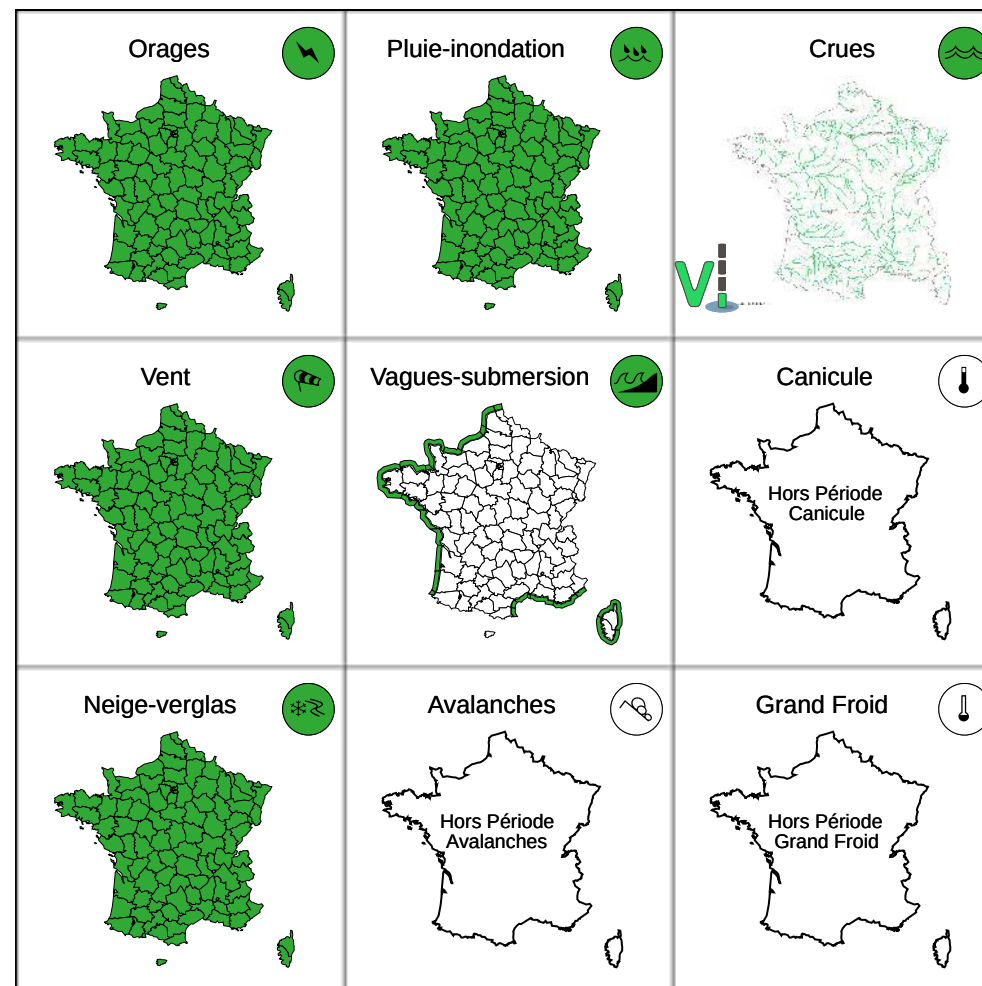 Orages
Pluie-inondation
Crues
Vi
Vent
Vagues-submersion
Canicule
Hors Période
Canicule
Neige-verglas
Avalanches
Grand Froid
Hors Période
Avalanches
Hors Période
Grand Froid